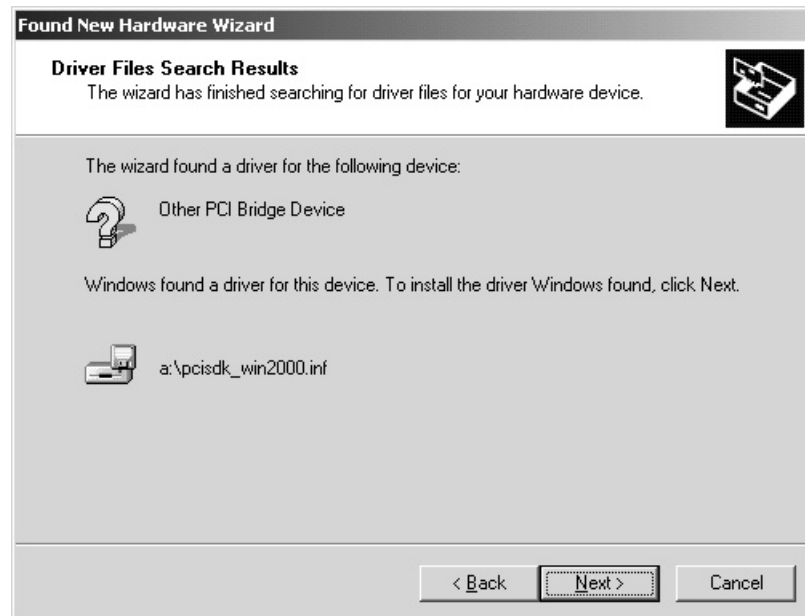 Found New Hardware Wizard
Driver Files Search Results
The wizard has finished searching for driver files for your hardware device.
The wizard found a driver for the following device:
Other PCI Bridge Device
Windows found a driver for this device. To install the driver Windows found, click Next.
a:\pcisdk_win2000.inf
< Back Next > Cancel